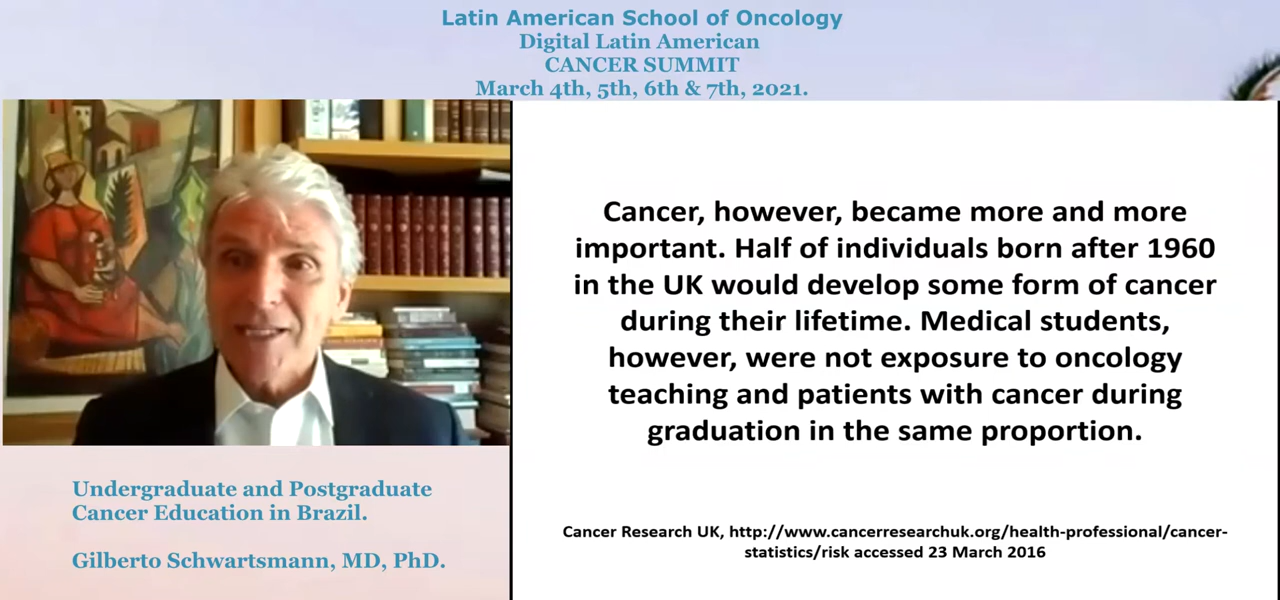 Latin American School of Oncology
Digital Latin American
CANCER SUMMIT
March 4th, 5th, 6th & 7th, 2021.
Cancer, however, became more and more
important. Half of individuals born after 1960
in the UK would develop some form of cancer
during their lifetime. Medical students,
however, were not exposure to oncology
teaching and patients with cancer during
graduation in the same proportion.
Cancer Research UK, http://www.cancerresearchuk.org/health-professional/cancer-
statistics/risk accessed 23 March 2016
Undergraduate and Postgraduate
Cancer Education in Brazil.
Gilberto Schwartsmann, MD, PhD.